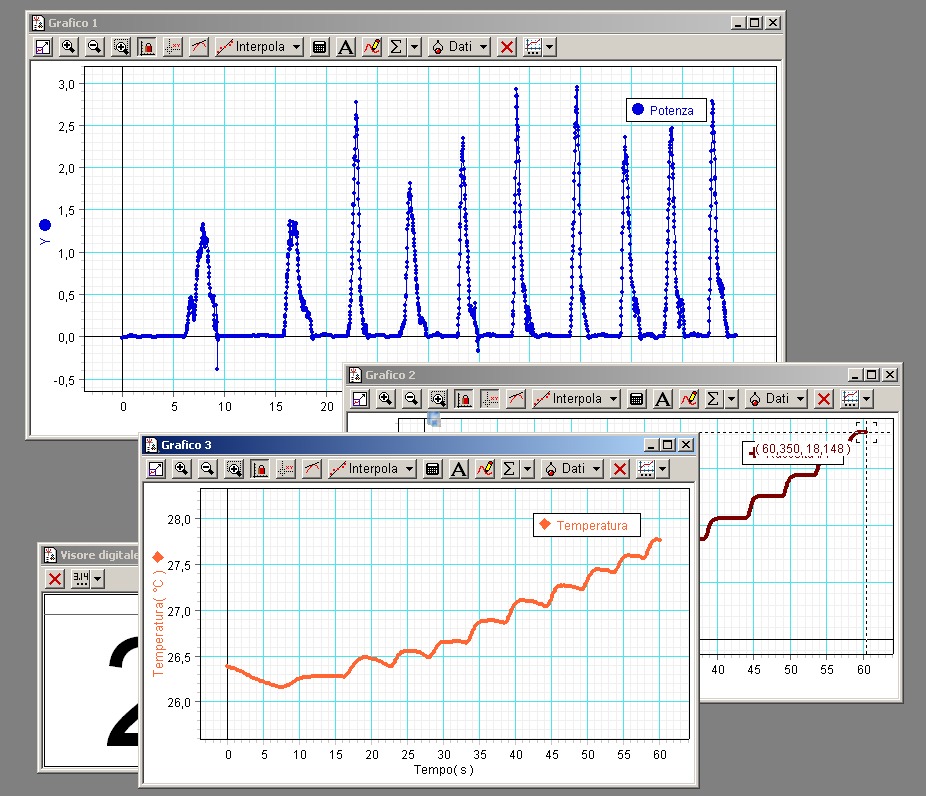 Grafico 1
Interpola A Σ Dati
3,0
2,5
2,0
1,5
1,0
0,5
0,0
-0,5
Y
Potenza
0 5 10 15 20
Grafico 2
Interpola A Σ Dati
(60,350, 18,148)
40 45 50 55 60
Grafico 3
Interpola A Σ Dati
28,0
27,5
27,0
26,5
26,0
Temperatura( °C )
Temperatura
0 5 10 15 20 25 30 35 40 45 50 55 60
Tempo( s )
Visore digitale
3.14
2